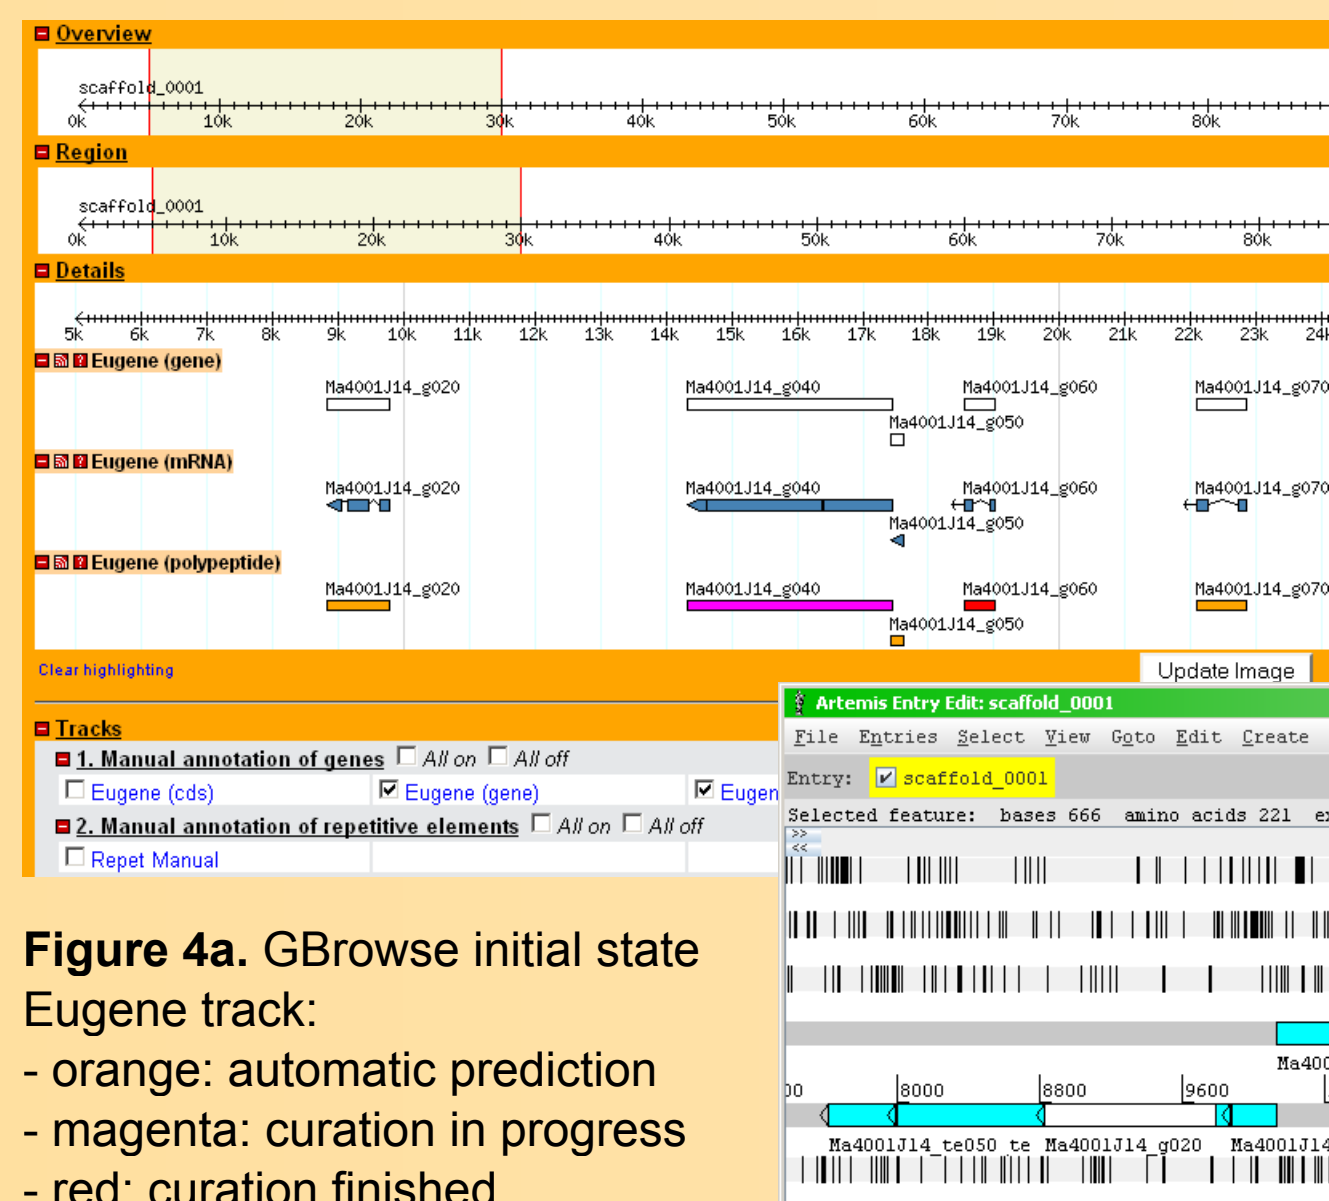 Overview
scaffold_0001
0k 10k 20k 30k 40k 50k 60k 70k 80k
Region
scaffold_0001
0k 10k 20k 30k 40k 50k 60k 70k 80k
Details
5k 6k 7k 8k 9k 10k 11k 12k 13k 14k 15k 16k 17k 18k 19k 20k 21k 22k 23k 24k
Eugene (gene)
Ma4001J14_g020 Ma4001J14_g040 Ma4001J14_g060 Ma4001J14_g070
Ma4001J14_g050
Eugene (mRNA)
Ma4001J14_g020 Ma4001J14_g040 Ma4001J14_g060 Ma4001J14_g070
Ma4001J14_g050
Eugene (polypeptide)
Ma4001J14_g020 Ma4001J14_g040 Ma4001J14_g060 Ma4001J14_g070
Ma4001J14_g050
Clear highlighting Update Image
Tracks
1. Manual annotation of genes All on All off
Eugene (cds) Eugene (gene) Eugen
2. Manual annotation of repetitive elements All on All off
Repet Manual
Artemis Entry Edit: scaffold_0001
File Entries Select View Goto Edit Create
Entry: scaffold_0001
Selected feature: bases 666 amino acids 221 e
>>
<<
Ma400
00 8000 8800 9600
Ma4001J14_te050_te Ma4001J14_g020 Ma4001J14
Figure 4a. GBrowse initial state
Eugene track:
- orange: automatic prediction
- magenta: curation in progress
- red: curation finished